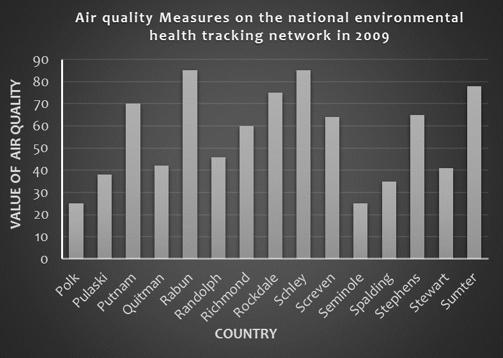 Air quality Measures on the national environmental
health tracking network in 2009
VALUE OF AIR QUALITY
90
80
70
60
50
40
30
20
10
0
Polk
Pulaski
Putnam
Quitman
Rabun
Randolph
Richmond
Rockdale
Schley
Screven
Seminole
Spalding
Stephens
Stewart
Sumter
COUNTRY